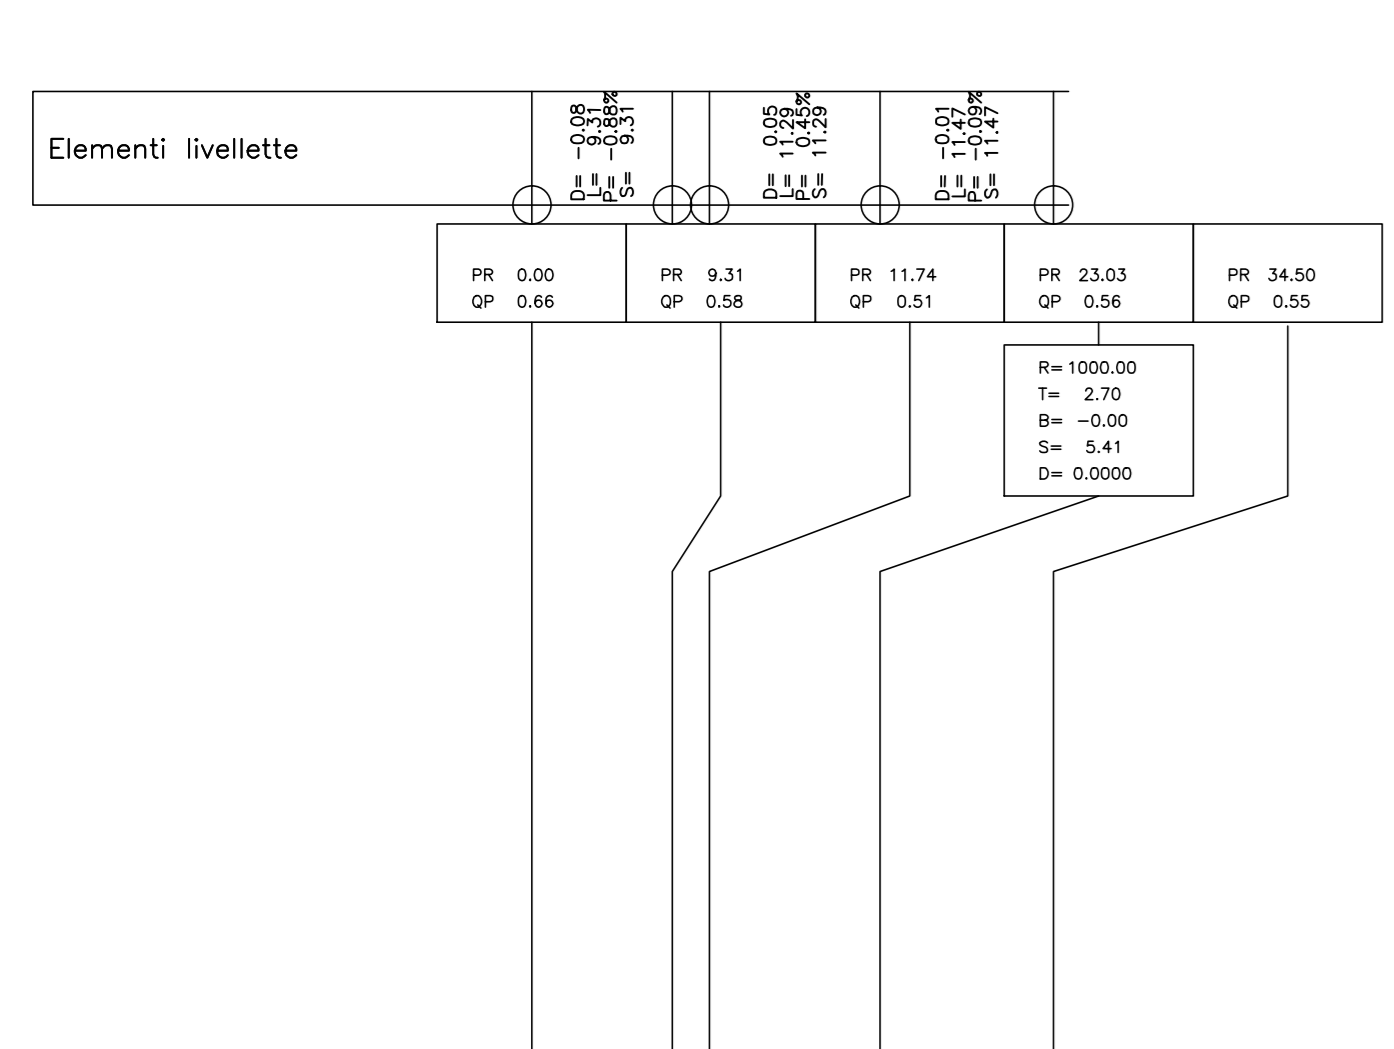 Elementi livellette
D= -0.08
L= 9.31
P= -0.88%
S= 9.31
D= 0.05
L= 11.29
P= 0.45%
S= 11.29
D= -0.01
L= 11.47
P= -0.09%
S= 11.47
PR 0.00
QP 0.66
PR 9.31
QP 0.58
PR 11.74
QP 0.51
PR 23.03
QP 0.56
PR 34.50
QP 0.55
R= 1000.00
T= 2.70
B= -0.00
S= 5.41
D= 0.0000